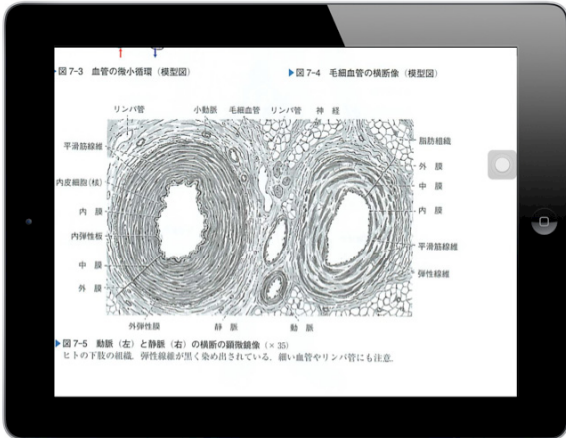 ▶図7-3 血管の微小循環（模型図）
▶図7-4 毛細血管の横断像（模型図）
リンパ管 小動脈 毛細血管 リンパ管 神経
平滑筋線維
内皮細胞(核)
内膜
内弾性板
中膜
外膜
脂肪組織
外膜
中膜
内膜
平滑筋線維
弾性線維
外弾性膜 静脈 動脈
▶図7-5 動脈（左）と静脈（右）の横断の顕微鏡像（×35）
ヒトの下肢の組織．弾性線維が黒く染め出されている．細い血管やリンパ管にも注意．